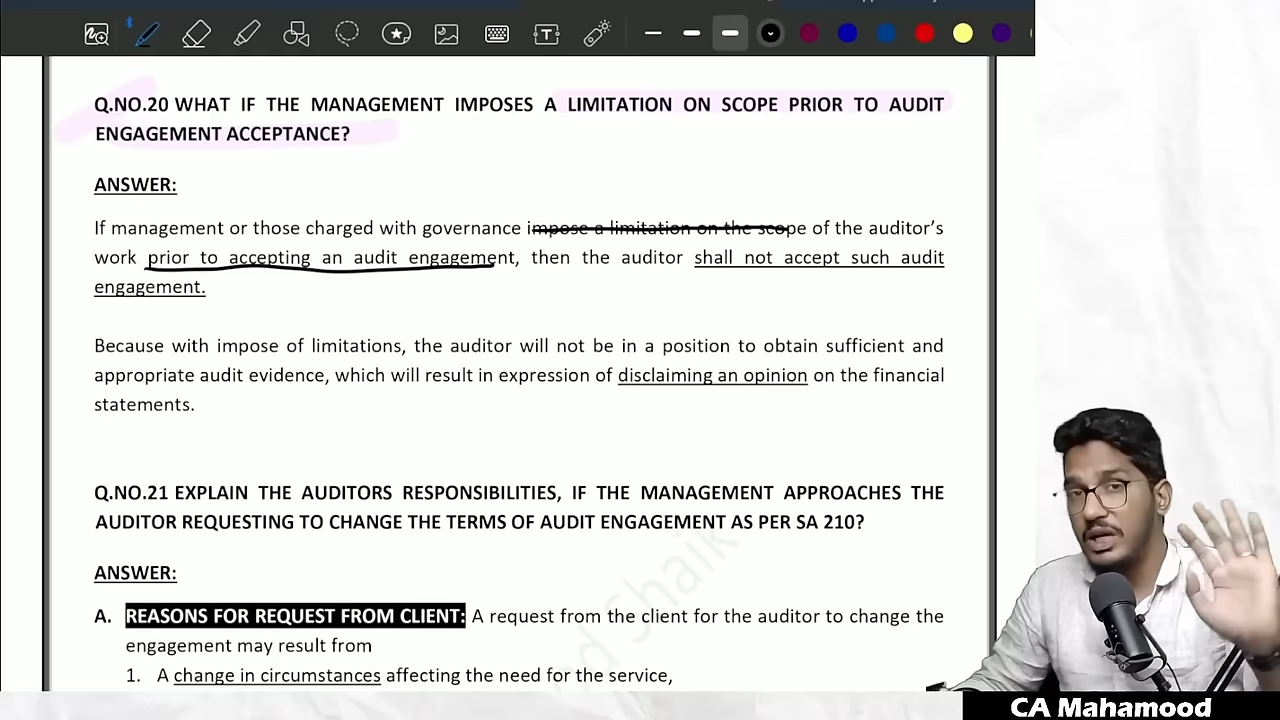 Q.NO.20 WHAT IF THE MANAGEMENT IMPOSES A LIMITATION ON SCOPE PRIOR TO AUDIT
ENGAGEMENT ACCEPTANCE?
ANSWER:
If management or those charged with governance impose a limitation on the scope of the auditor's
work prior to accepting an audit engagement, then the auditor shall not accept such audit
engagement.
Because with impose of limitations, the auditor will not be in a position to obtain sufficient and
appropriate audit evidence, which will result in expression of disclaiming an opinion on the financial
statements.
Q.NO.21 EXPLAIN THE AUDITORS RESPONSIBILITIES, IF THE MANAGEMENT APPROACHES THE
AUDITOR REQUESTING TO CHANGE THE TERMS OF AUDIT ENGAGEMENT AS PER SA 210?
ANSWER:
A. REASONS FOR REQUEST FROM CLIENT: A request from the client for the auditor to change the
engagement may result from
1. A change in circumstances affecting the need for the service,
Shaik
CA Mahamood